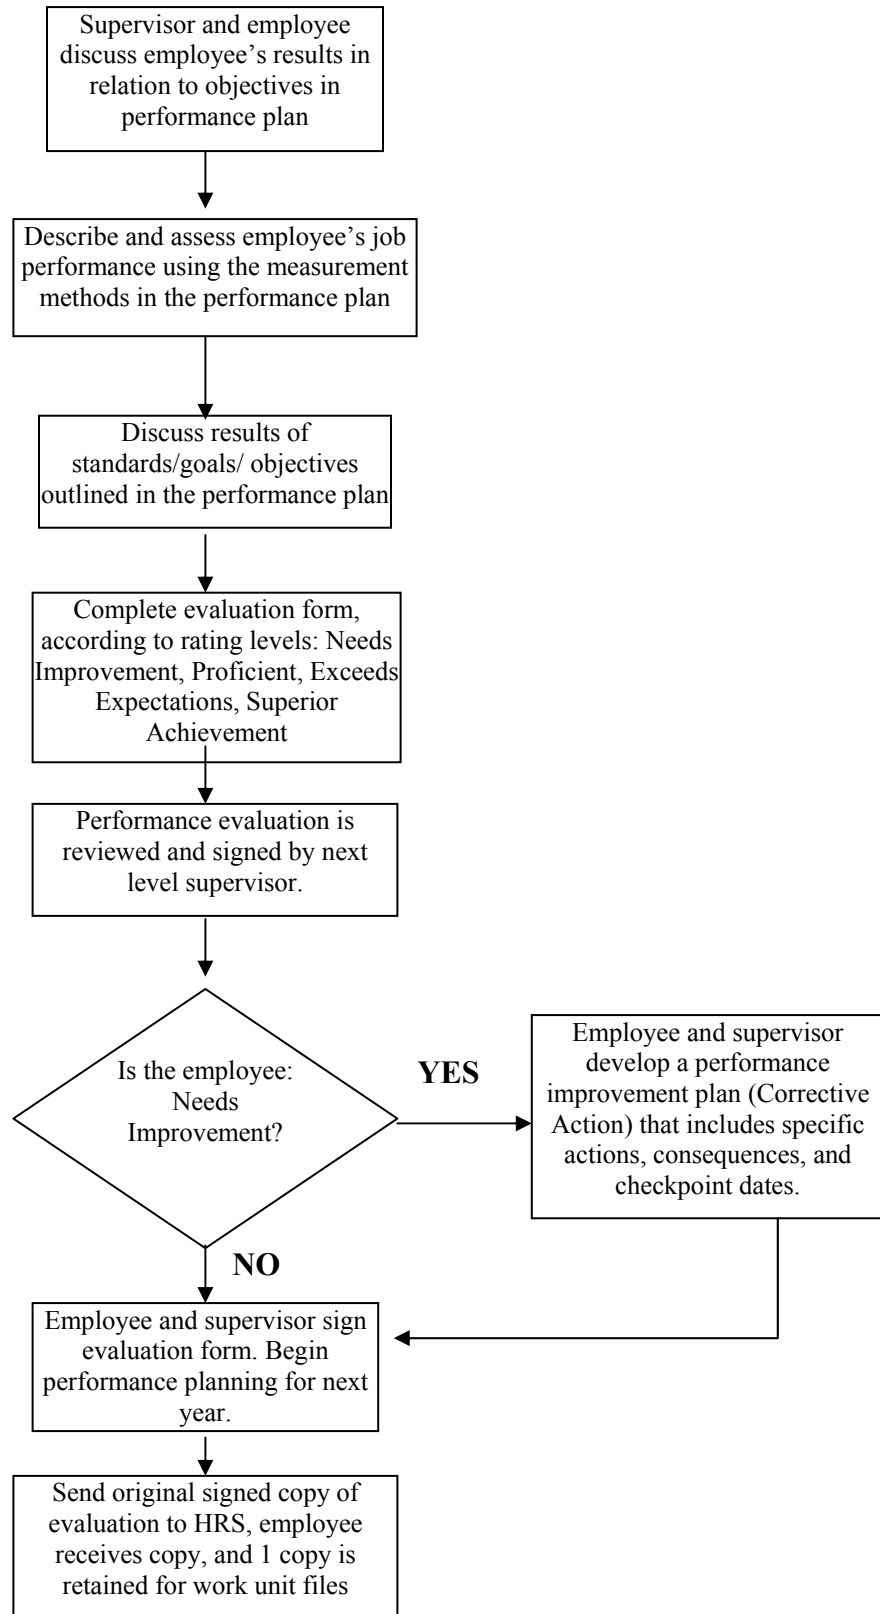 Supervisor and employee
discuss employee’s results in
relation to objectives in
performance plan
Describe and assess employee’s job
performance using the measurement
methods in the performance plan
Discuss results of
standards/goals/ objectives
outlined in the performance plan
Complete evaluation form,
according to rating levels: Needs
Improvement, Proficient, Exceeds
Expectations, Superior
Achievement
Performance evaluation is
reviewed and signed by next
level supervisor.
Is the employee:
Needs
Improvement?
YES
Employee and supervisor
develop a performance
improvement plan (Corrective
Action) that includes specific
actions, consequences, and
checkpoint dates.
NO
Employee and supervisor sign
evaluation form. Begin
performance planning for next
year.
Send original signed copy of
evaluation to HRS, employee
receives copy, and 1 copy is
retained for work unit files